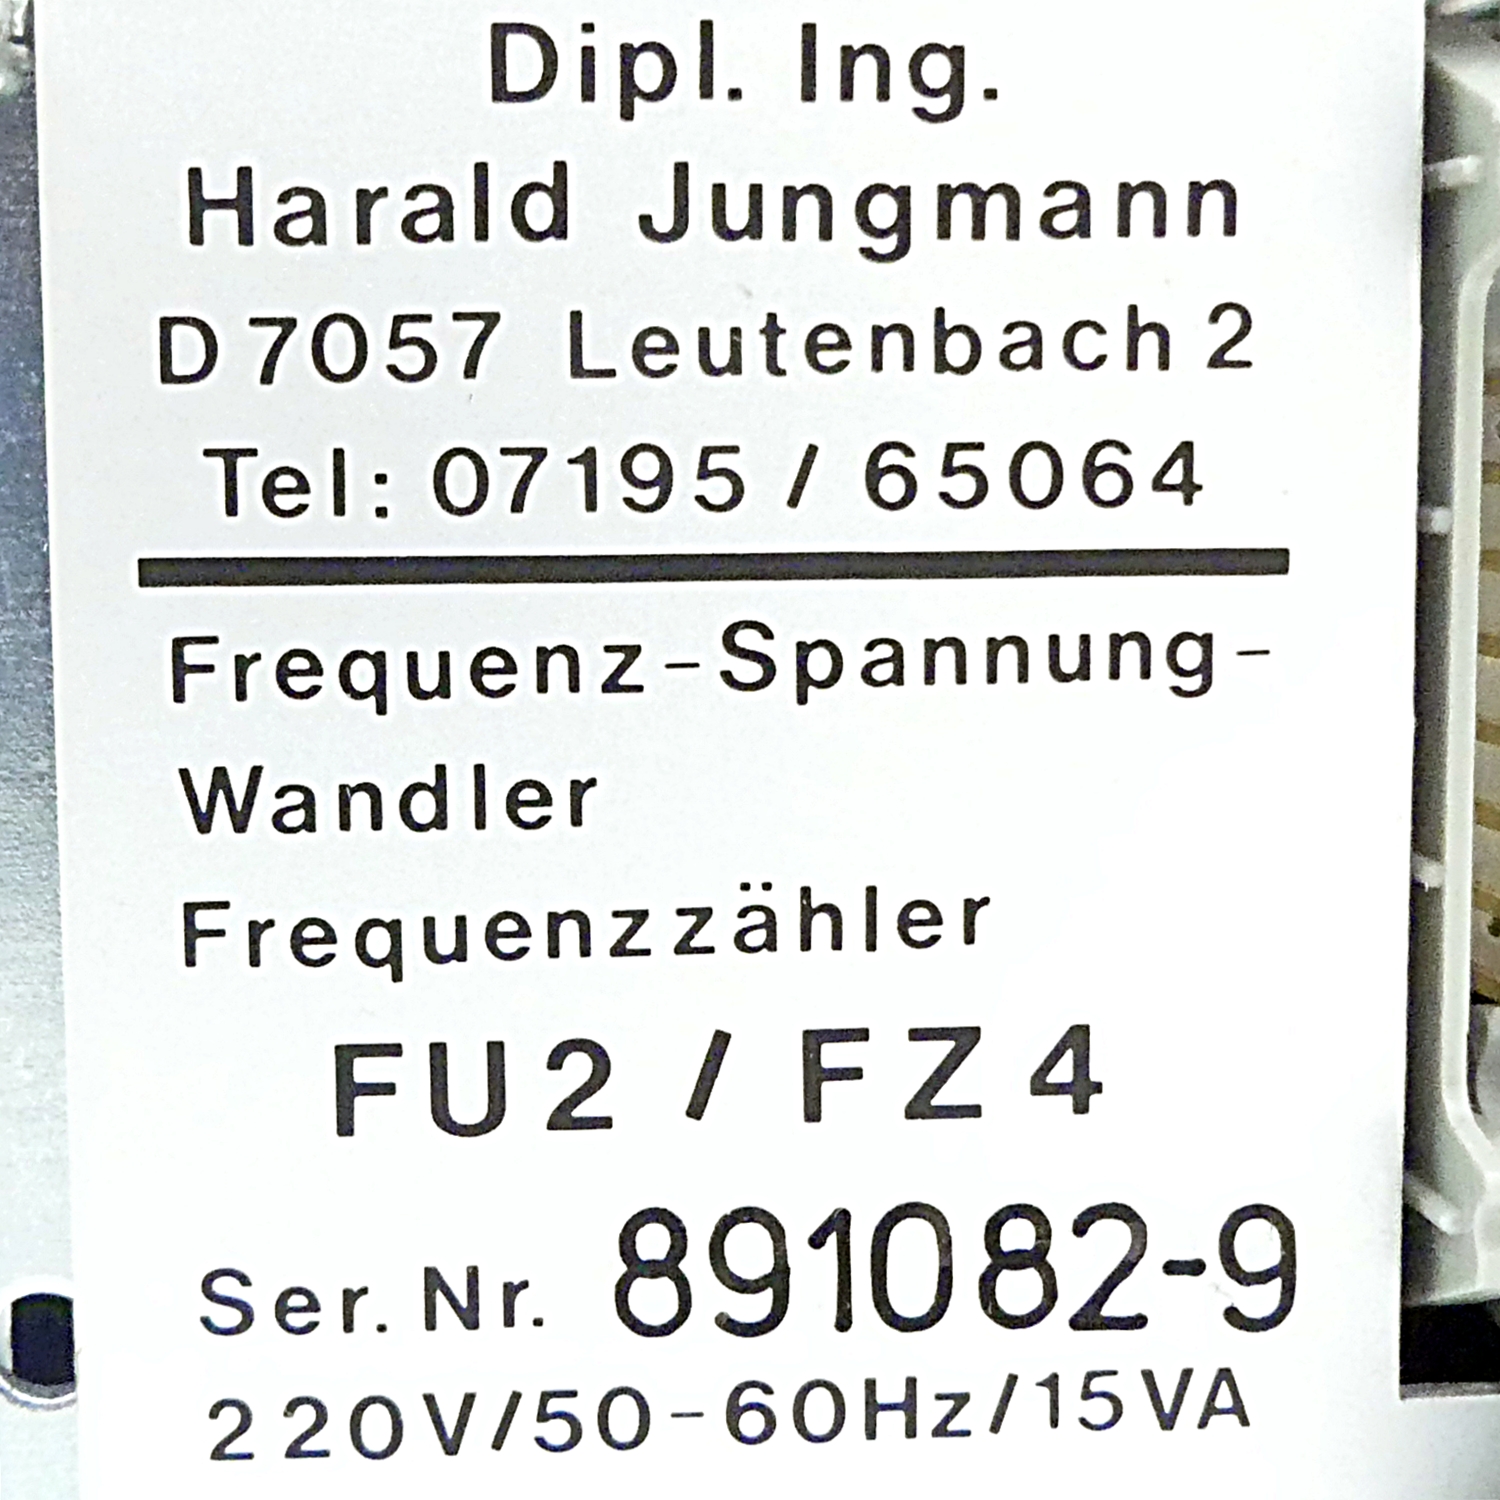 Dipl. Ing.
Harald Jungmann
D 7057 Leutenbach 2
Tel: 07195 / 65064
Frequenz-Spannung-
Wandler
Frequenzzähler
FU2 / FZ4
Ser. Nr. 891082-9
220V/50-60Hz/15VA